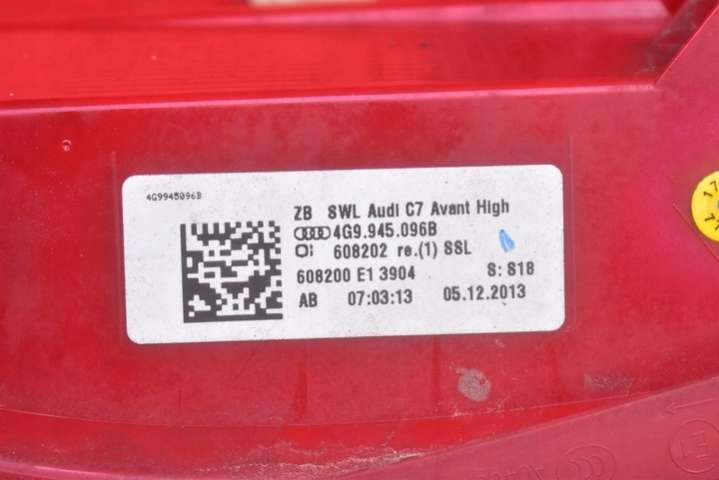 4G9945096B
ZB SWL Audi C7 Avant High
4G9.945.096B
608202 re.(1) SSL
608200 E1 3904 S: S18
AB 07:03:13 05.12.2013